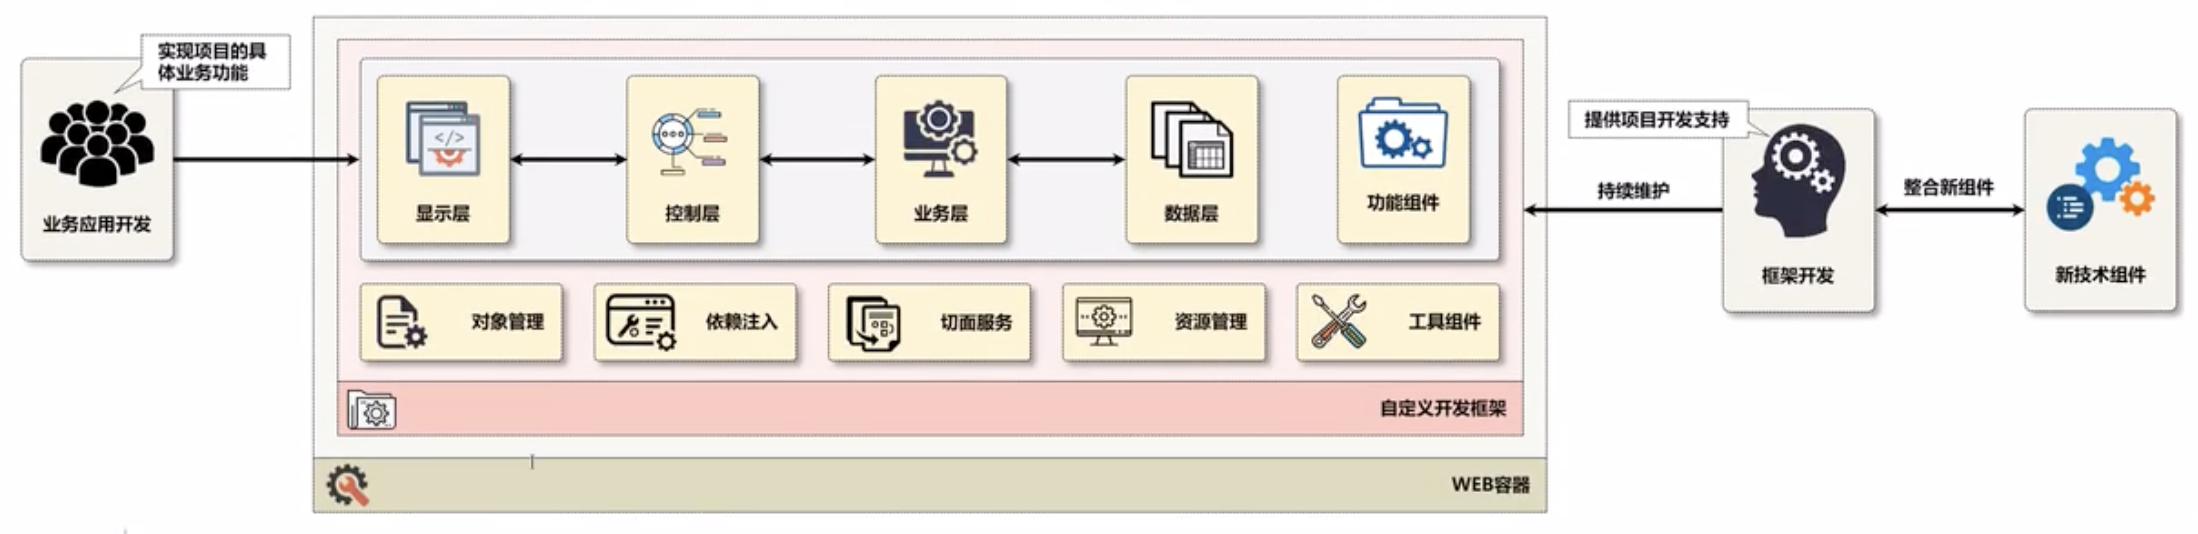 实现项目的具
体业务功能
业务应用开发
显示层
控制层
业务层
数据层
功能组件
对象管理
依赖注入
切面服务
资源管理
工具组件
自定义开发框架
WEB容器
提供项目开发支持
持续维护
框架开发
整合新组件
新技术组件